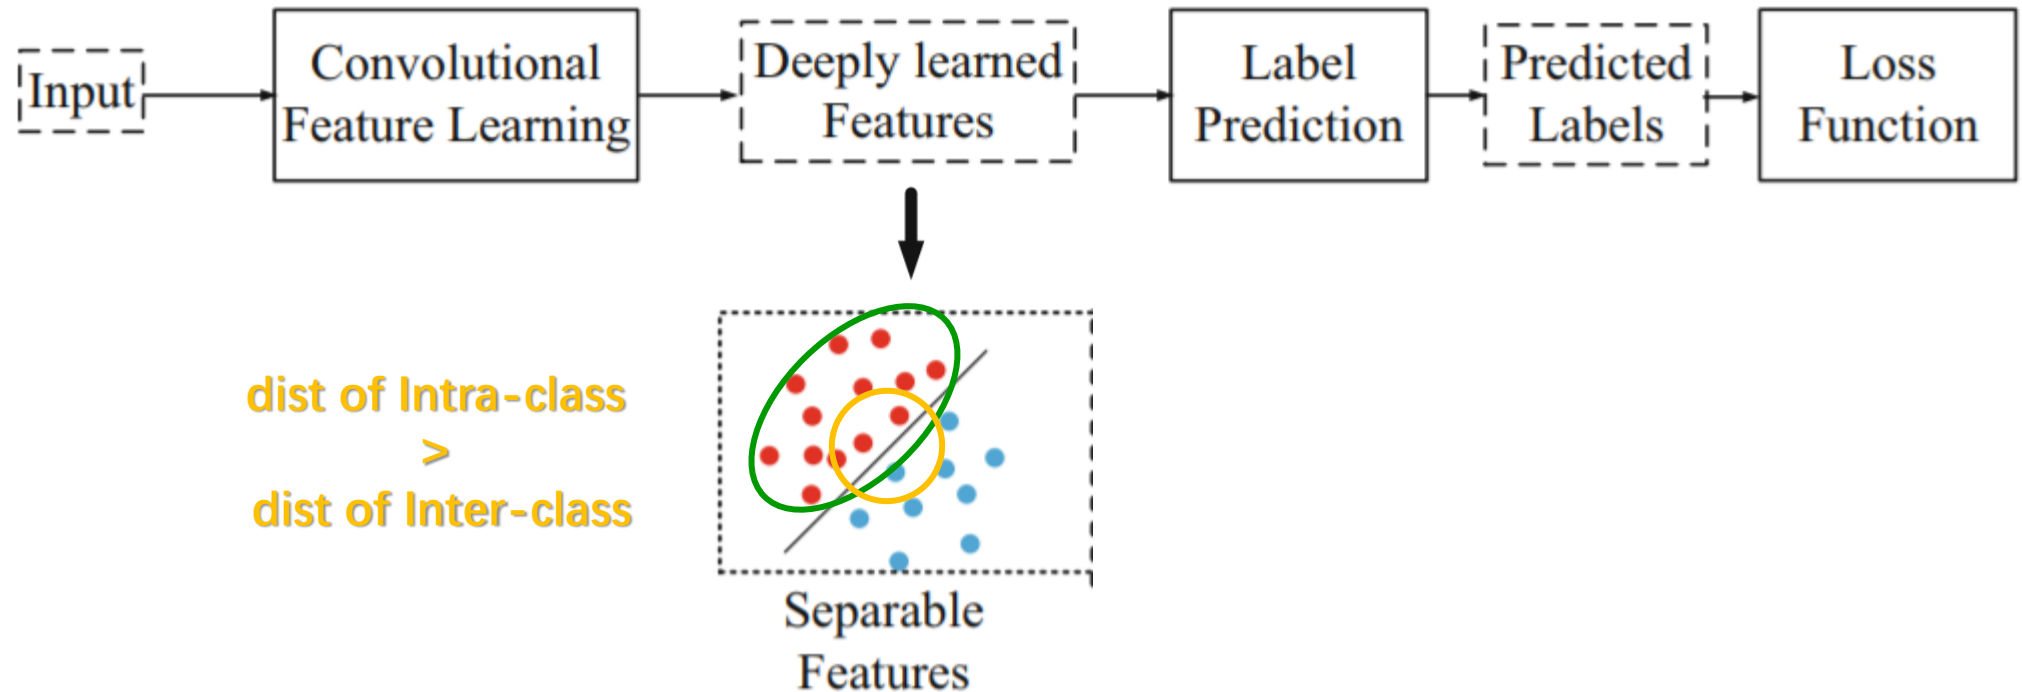 Input
Convolutional
Feature Learning
Deeply learned
Features
Label
Prediction
Predicted
Labels
Loss
Function
dist of Intra-class
>
dist of Inter-class
Separable
Features